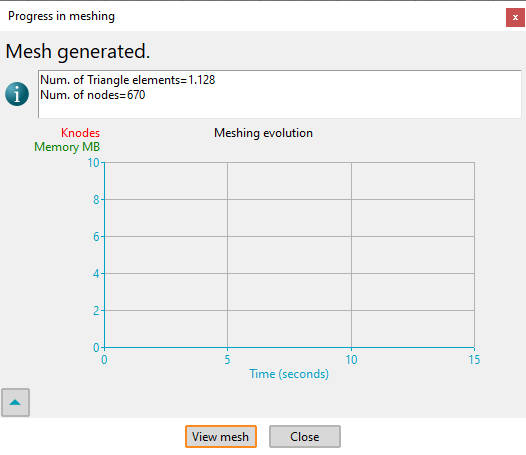 Progress in meshing
x
Mesh generated.
i
Num. of Triangle elements=1.128
Num. of nodes=670
Knodes
Meshing evolution
Memory MB
10
8
6
4
2
0
0 5 10 15
Time (seconds)
View mesh Close